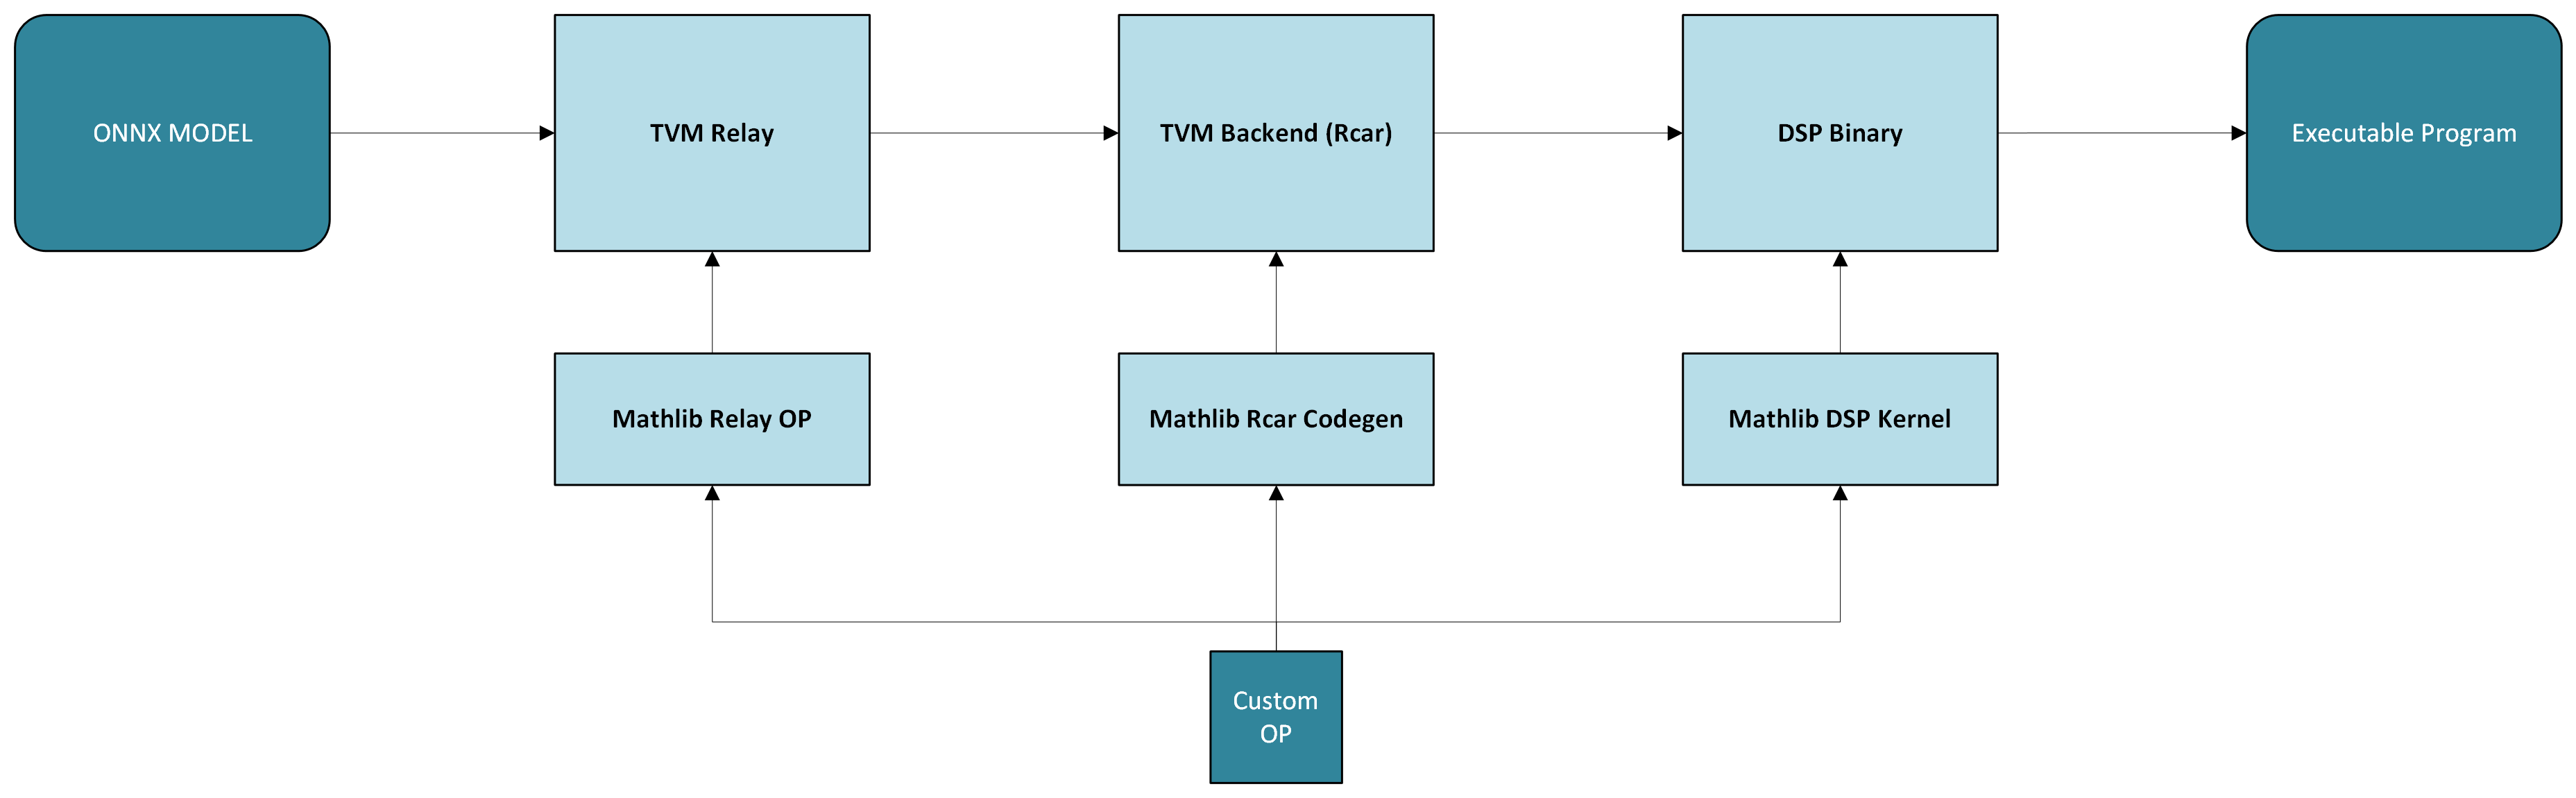 ONNX MODEL
TVM Relay
TVM Backend (Rcar)
DSP Binary
Executable Program
Mathlib Relay OP
Mathlib Rcar Codegen
Mathlib DSP Kernel
Custom
OP